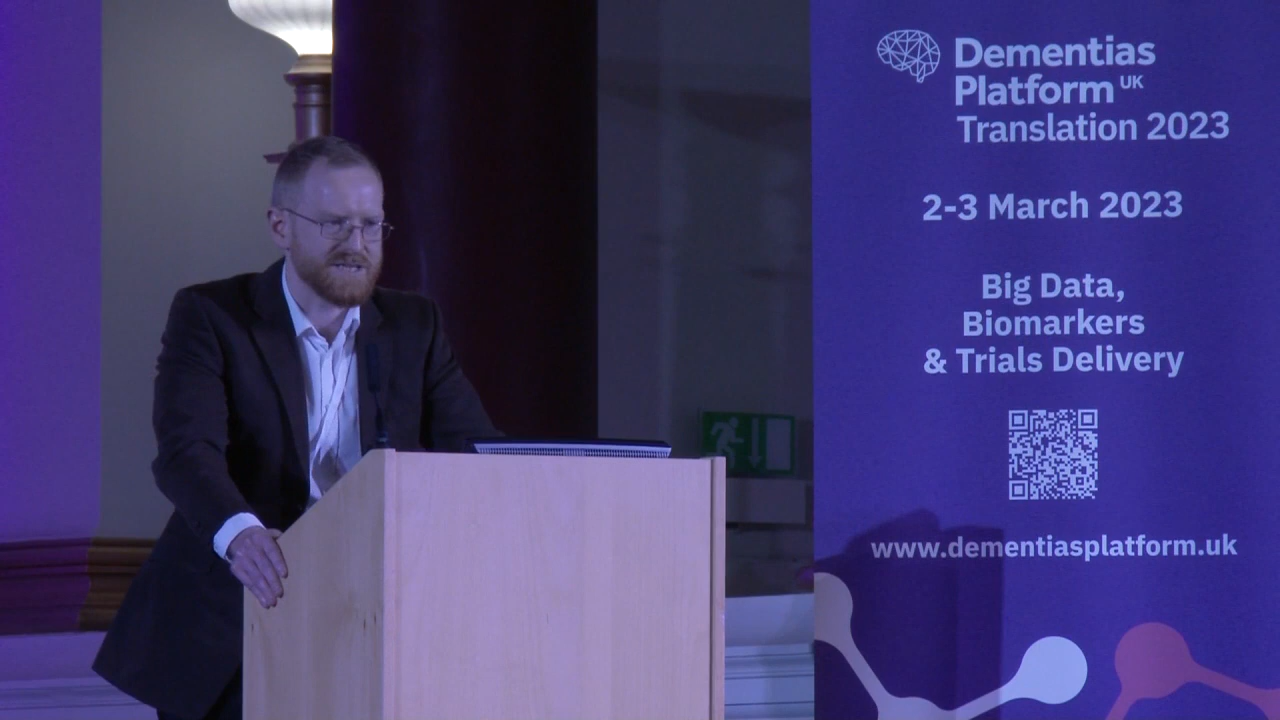 Dementias
Platform UK
Translation 2023
2-3 March 2023
Big Data,
Biomarkers
& Trials Delivery
www.dementiasplatform.uk